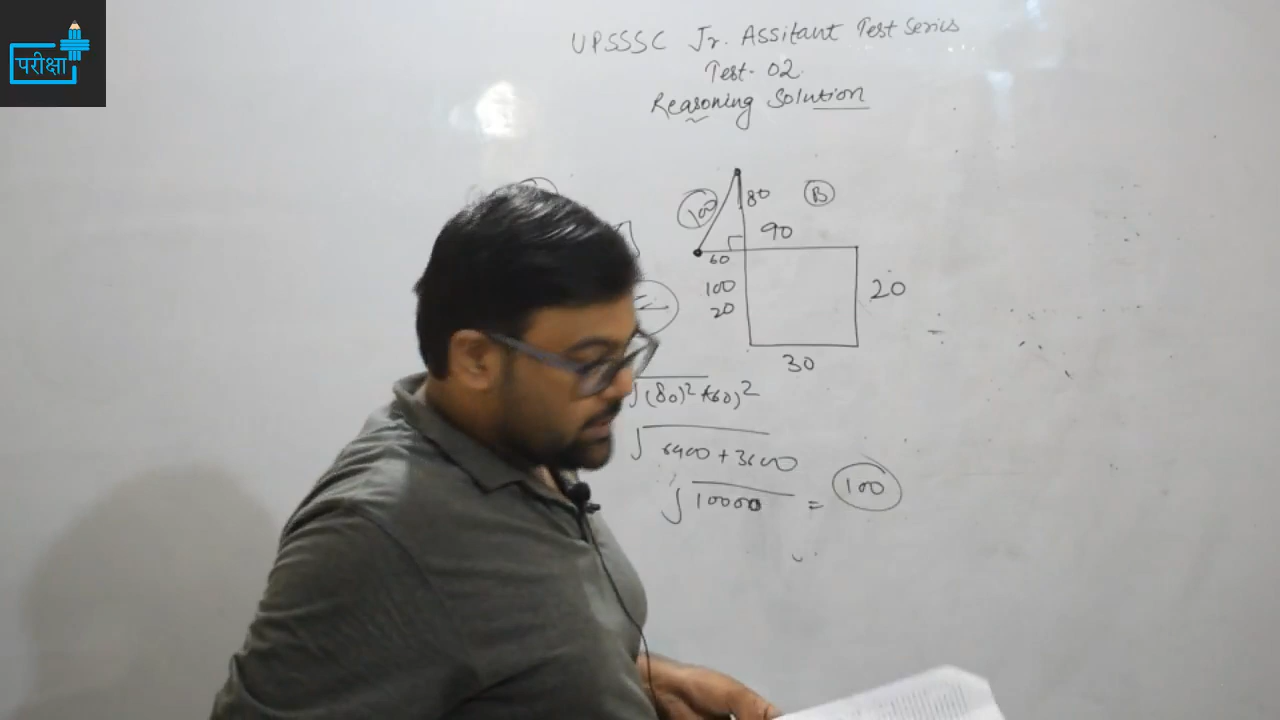 परीक्षा
UPSSSC Jr. Assitant Test Series
Test- 02.
Reasoning Solution
100
80
B
90
60
100
20
20
30
√(80)² + (60)²
√6400 + 3600
√10000 = 100